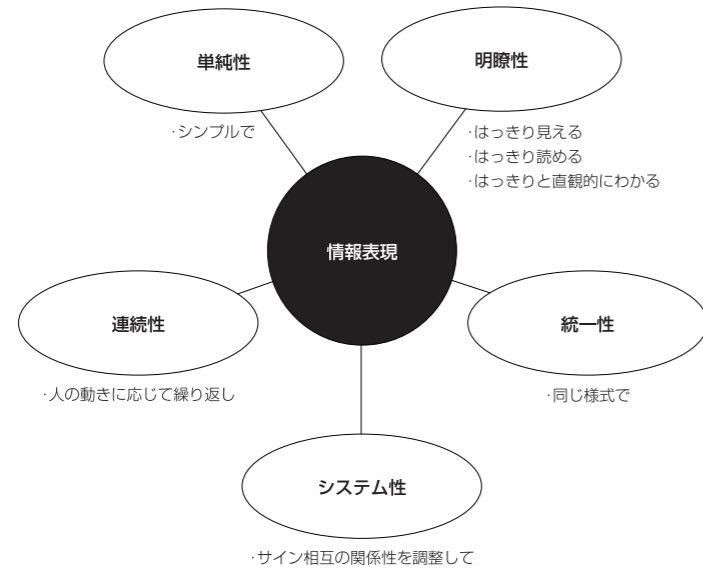 単純性
・シンプルで
明瞭性
・はっきり見える
・はっきり読める
・はっきりと直観的にわかる
情報表現
連続性
・人の動きに応じて繰り返し
統一性
・同じ様式で
システム性
・サイン相互の関係性を調整して